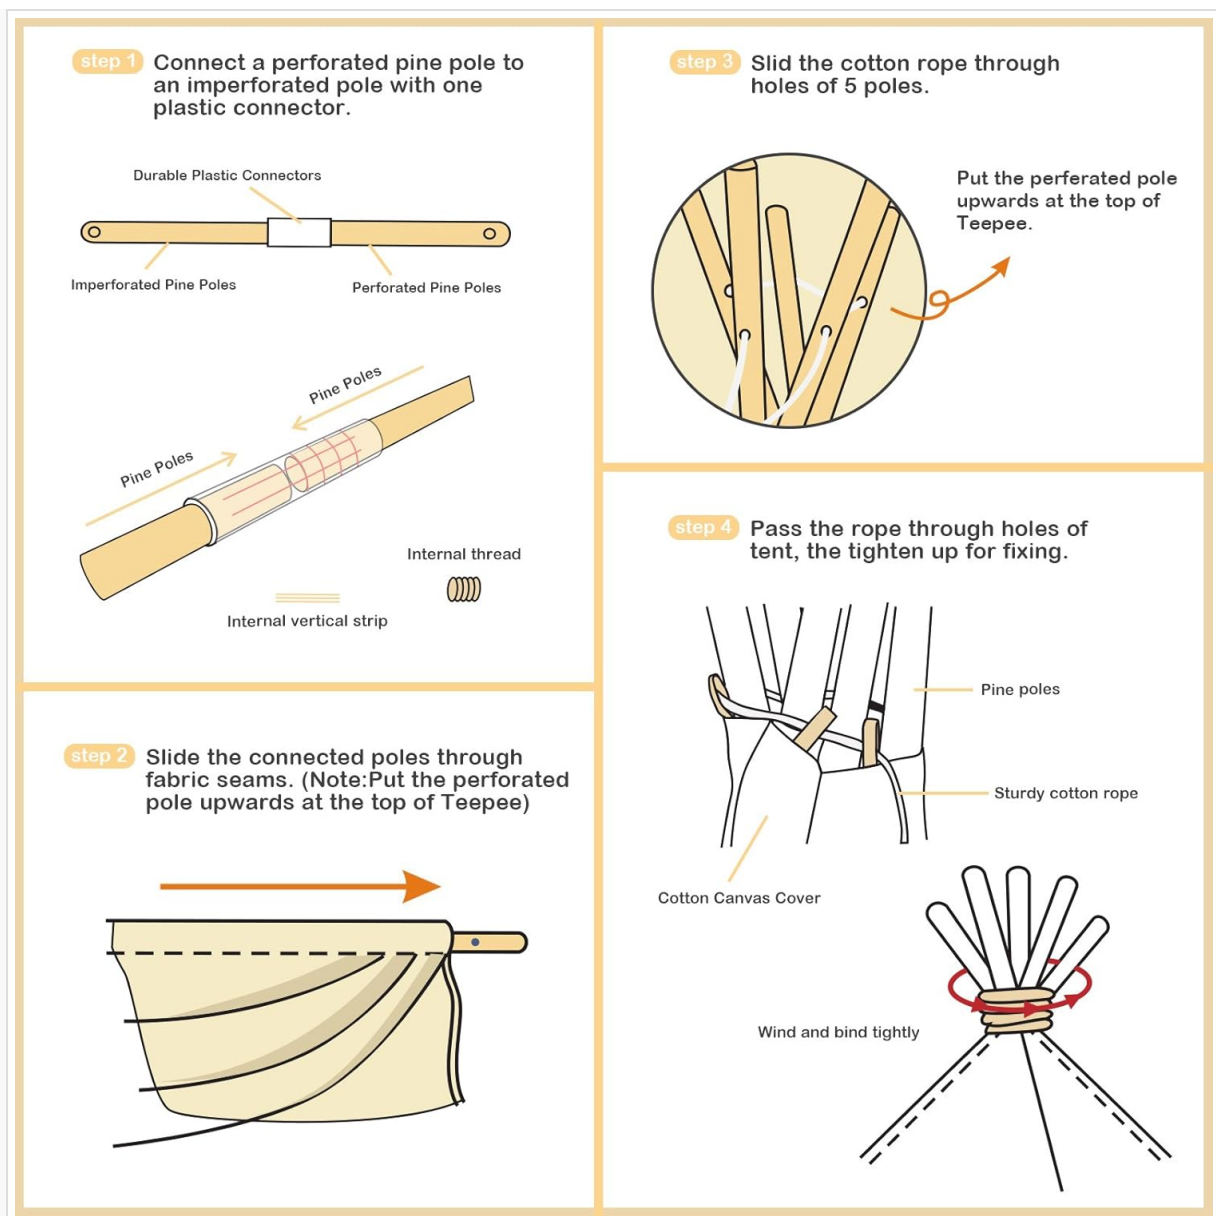 step 1
Connect a perforated pine pole to
an imperforated pole with one
plastic connector.
Durable Plastic Connectors
Imperforated Pine Poles
Perforated Pine Poles
Pine Poles
Pine Poles
Internal thread
Internal vertical strip
step 2
Slide the connected poles through
fabric seams. (Note:Put the perforated
pole upwards at the top of Teepee)
step 3
Slid the cotton rope through
holes of 5 poles.
Put the perferated pole
upwards at the top of
Teepee.
step 4
Pass the rope through holes of
tent, the tighten up for fixing.
Pine poles
Sturdy cotton rope
Cotton Canvas Cover
Wind and bind tightly